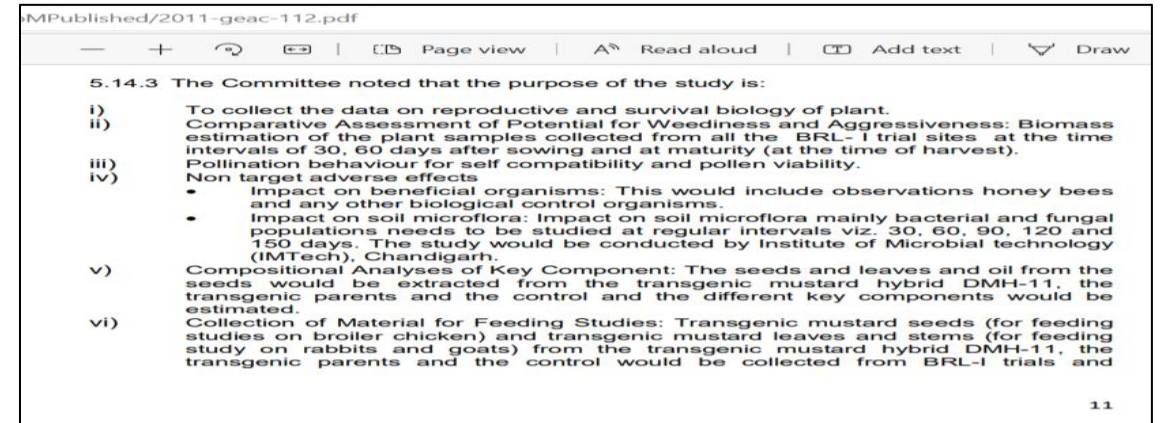 oMPublished/2011-geac-112.pdf
Page view
Read aloud
Add text
Draw
5.14.3 The Committee noted that the purpose of the study is:
i) To collect the data on reproductive and survival biology of plant.
ii) Comparative Assessment of Potential for Weediness and Aggressiveness: Biomass
estimation of the plant samples collected from all the BRL- I trial sites at the time
intervals of 30, 60 days after sowing and at maturity (at the time of harvest).
iii) Pollination behaviour for self compatibility and pollen viability.
iv) Non target adverse effects
• Impact on beneficial organisms: This would include observations honey bees
and any other biological control organisms.
• Impact on soil microflora: Impact on soil microflora mainly bacterial and fungal
populations needs to be studied at regular intervals viz. 30, 60, 90, 120 and
150 days. The study would be conducted by Institute of Microbial technology
(IMTech), Chandigarh.
v) Compositional Analyses of Key Component: The seeds and leaves and oil from the
seeds would be extracted from the transgenic mustard hybrid DMH-11, the
transgenic parents and the control and the different key components would be
estimated.
vi) Collection of Material for Feeding Studies: Transgenic mustard seeds (for feeding
studies on broiler chicken) and transgenic mustard leaves and stems (for feeding
study on rabbits and goats) from the transgenic mustard hybrid DMH-11, the
transgenic parents and the control would be collected from BRL-I trials and
11